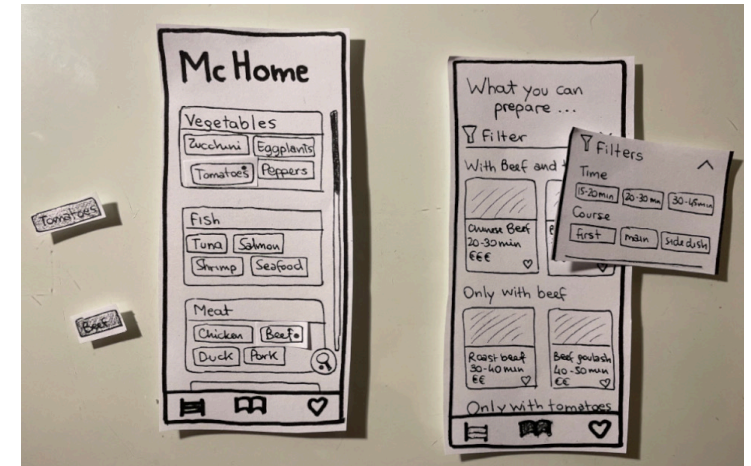 Mc Home
Vegetables
Zucchini Eggplants
Tomatoes Peppers
Fish
Tuna Salmon
Shrimp Seafood
Meat
Chicken Beef
Duck Pork
Tomatoes
Beef
What you can
prepare ...
Filter
With Beef and
Chinese Beef
20-30 min
€€€
Only with beef
Roast beef Beef goulash
30-40 min 40-50 min
€€ €€
Only with tomatoes
Filters
Time
15-20 min 20-30 min 30-45 min
Course
first main side dish